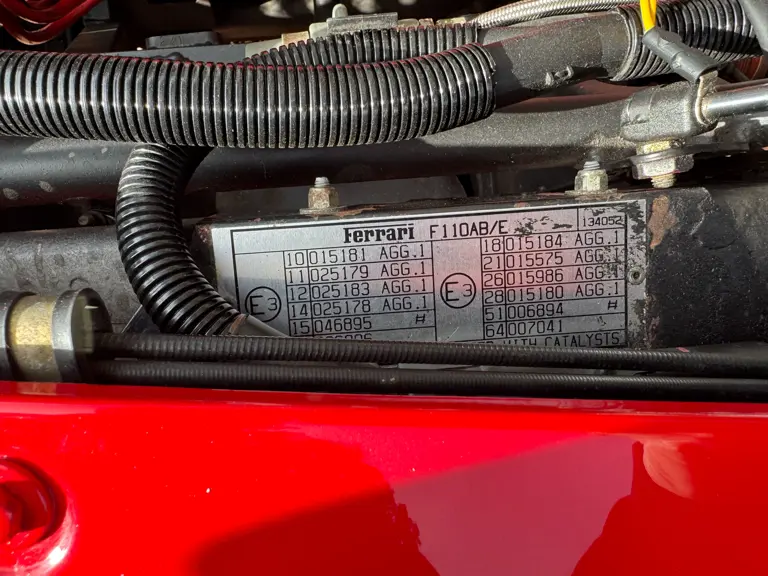 Ferrari F110AB/E 134052
10 015181 AGG.1
11 025179 AGG.1
12 025183 AGG.1
14 025178 AGG.1
15 046895 #
E3
18 015184 AGG.1
21 015575 AGG.1
26 015986 AGG.1
28 015180 AGG.1
51 006894 #
64 007041
E3
WITH CATALYSTS